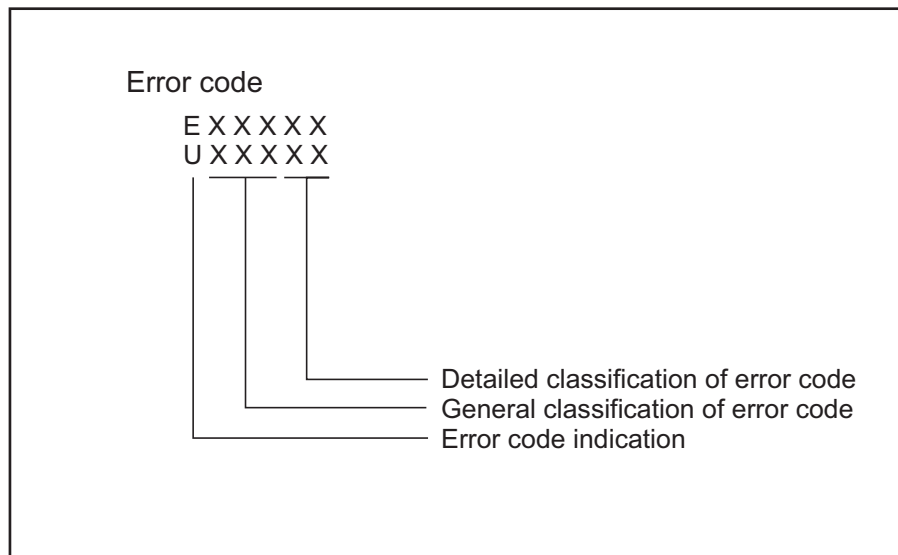 Error code
E X X X X X
U X X X X X
Detailed classification of error code
General classification of error code
Error code indication